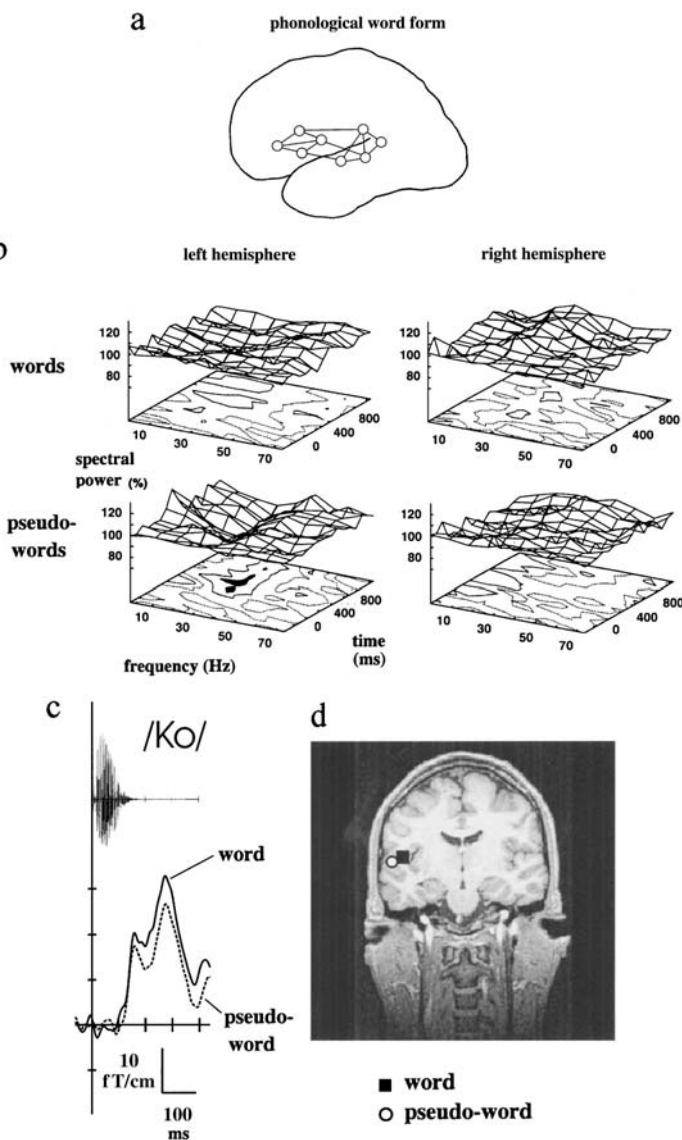 a
phonological word form
b
left hemisphere
right hemisphere
words
120
100
80
10
30
50
70
0
400
800
120
100
80
10
30
50
70
0
400
800
spectral
power (%)
pseudo-
words
120
100
80
10
30
50
70
0
400
800
frequency (Hz)
time
(ms)
120
100
80
10
30
50
70
0
400
800
c
/Ko/
word
pseudo-
word
10
fT/cm
100
ms
d
■ word
○ pseudo-word